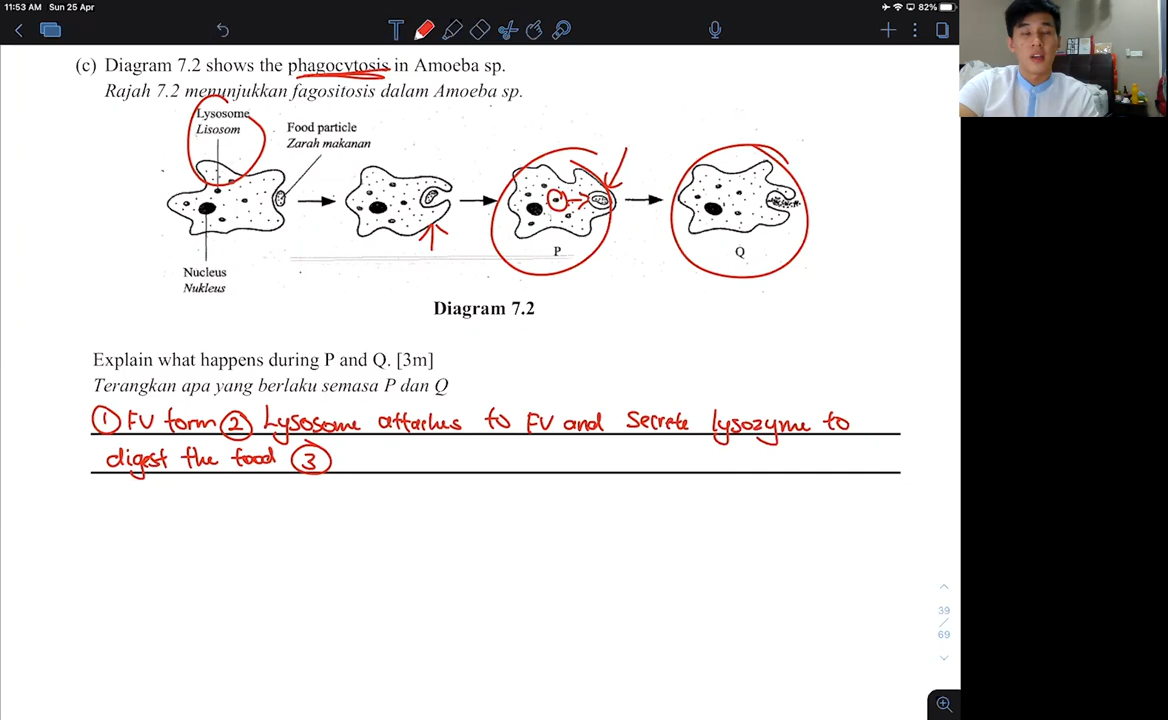 11:53 AM Sun 25 Apr
82%
(c) Diagram 7.2 shows the phagocytosis in Amoeba sp.
Rajah 7.2 menunjukkan fagositosis dalam Amoeba sp.
Lysosome
Lisosom
Food particle
Zarah makanan
P
Q
Nucleus
Nukleus
Diagram 7.2
Explain what happens during P and Q. [3m]
Terangkan apa yang berlaku semasa P dan Q
① FV form ② Lysosome attaches to FV and secrete lysozyme to
digest the food ③
39
/
69